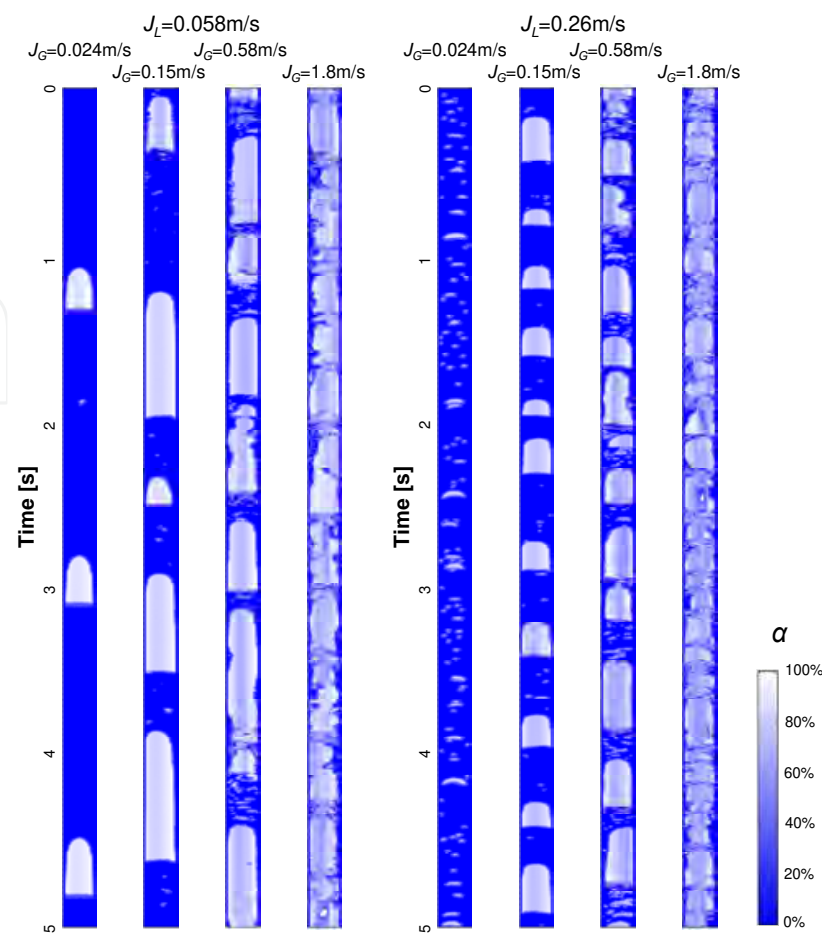 J_L=0.058m/s
J_G=0.024m/s
J_G=0.58m/s
J_G=0.15m/s
J_G=1.8m/s
0
1
2
3
4
5
Time [s]
J_L=0.26m/s
J_G=0.024m/s
J_G=0.58m/s
J_G=0.15m/s
J_G=1.8m/s
0
1
2
3
4
5
Time [s]
α
100%
80%
60%
40%
20%
0%